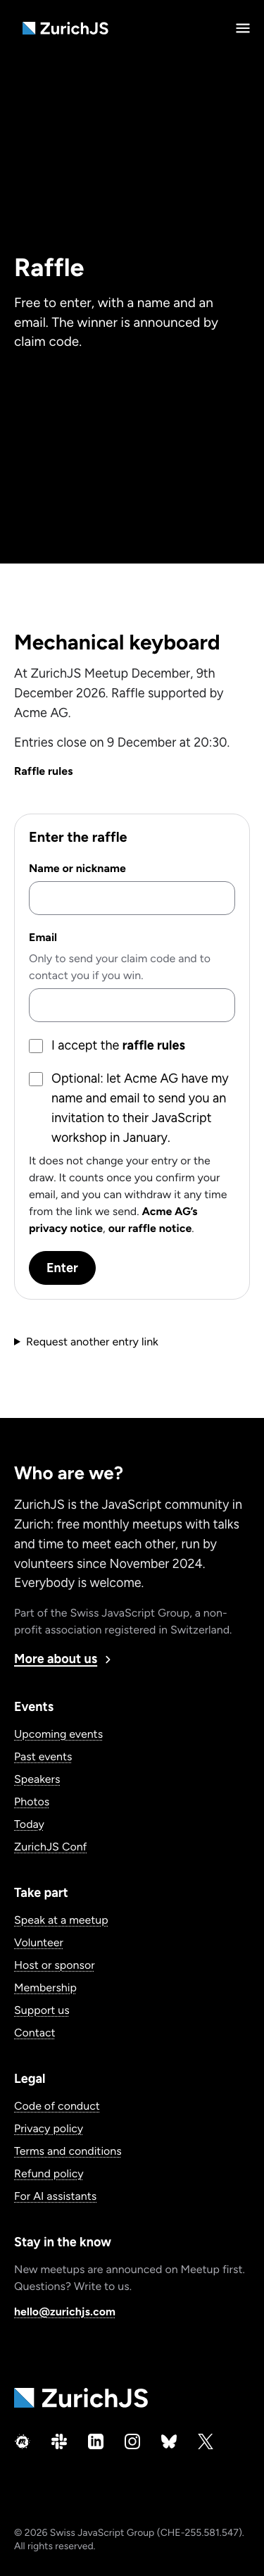 ZurichJS
Raffle
Free to enter, with a name and an
email. The winner is announced by
claim code.
Mechanical keyboard
At ZurichJS Meetup December, 9th
December 2026. Raffle supported by
Acme AG.
Entries close on 9 December at 20:30.
Raffle rules
Enter the raffle
Name or nickname
Email
Only to send your claim code and to
contact you if you win.
I accept the raffle rules
Optional: let Acme AG have my
name and email to send you an
invitation to their JavaScript
workshop in January.
It does not change your entry or the
draw. It counts once you confirm your
email, and you can withdraw it any time
from the link we send. Acme AG’s
privacy notice, our raffle notice.
Enter
Request another entry link
Who are we?
ZurichJS is the JavaScript community in
Zurich: free monthly meetups with talks
and time to meet each other, run by
volunteers since November 2024.
Everybody is welcome.
Part of the Swiss JavaScript Group, a non-
profit association registered in Switzerland.
More about us
Events
Upcoming events
Past events
Speakers
Photos
Today
ZurichJS Conf
Take part
Speak at a meetup
Volunteer
Host or sponsor
Membership
Support us
Contact
Legal
Code of conduct
Privacy policy
Terms and conditions
Refund policy
For AI assistants
Stay in the know
New meetups are announced on Meetup first.
Questions? Write to us.
hello@zurichjs.com
ZurichJS
© 2026 Swiss JavaScript Group (CHE-255.581.547).
All rights reserved.